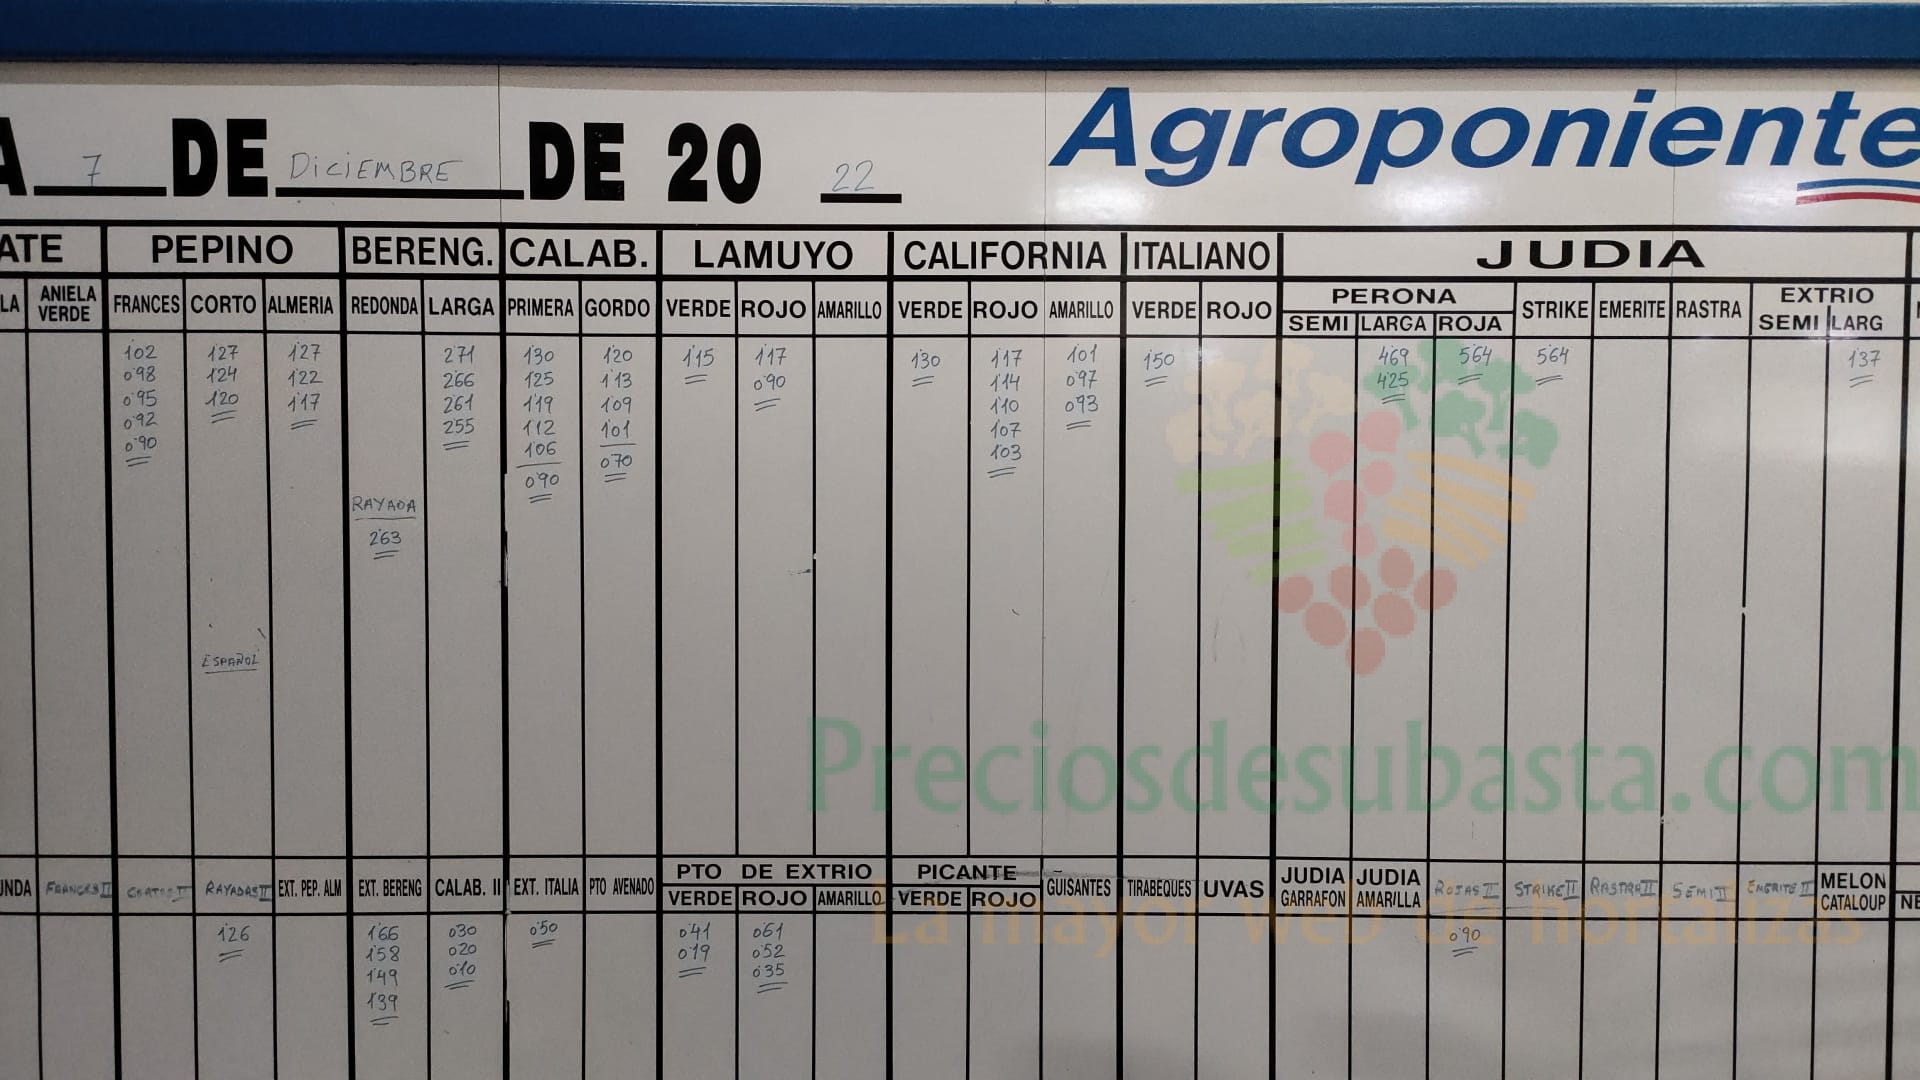 A 7 DE DICIEMBRE DE 20 22
Agroponiente
ATE PEPINO BERENG. CALAB. LAMUYO CALIFORNIA ITALIANO JUDIA
LA ANIELA VERDE FRANCES CORTO ALMERIA REDONDA LARGA PRIMERA GORDO VERDE ROJO AMARILLO VERDE ROJO AMARILLO VERDE ROJO PERONA STRIKE EMERITE RASTRA EXTRIO
SEMI LARGA ROJA SEMI LARG
1'02 1'27 1'27 2'71 1'30 1'20 1'15 1'17 1'30 1'17 1'01 1'50 4'69 5'64 5'64 1'37
0'98 1'24 1'22 2'66 1'25 1'13 0'90 1'14 0'97 4'25
0'95 1'20 1'17 2'61 1'19 1'09 1'10 0'93
0'92 2'55 1'12 1'01 1'07
0'90 1'06 0'70 1'03
0'90
RAYADA
2'63
ESPAÑOL
Preciosdesubasta.com
La mayor web de hortalizas
UNDA FRANCES II CORTOS II RAYADAS II EXT. PEP. ALM EXT. BERENG CALAB. II EXT. ITALIA PTO AVENADO PTO DE EXTRIO PICANTE GUISANTES TIRABEQUES UVAS JUDIA GARRAFON JUDIA AMARILLA ROJAS II STRIKE II RASTRA II SEMI II EMERITE II MELON CATALOUP NE
VERDE ROJO AMARILLO VERDE ROJO
1'26 1'66 0'30 0'50 0'41 0'61 0'90
1'58 0'20 0'19 0'52
1'49 0'10 0'35
1'39